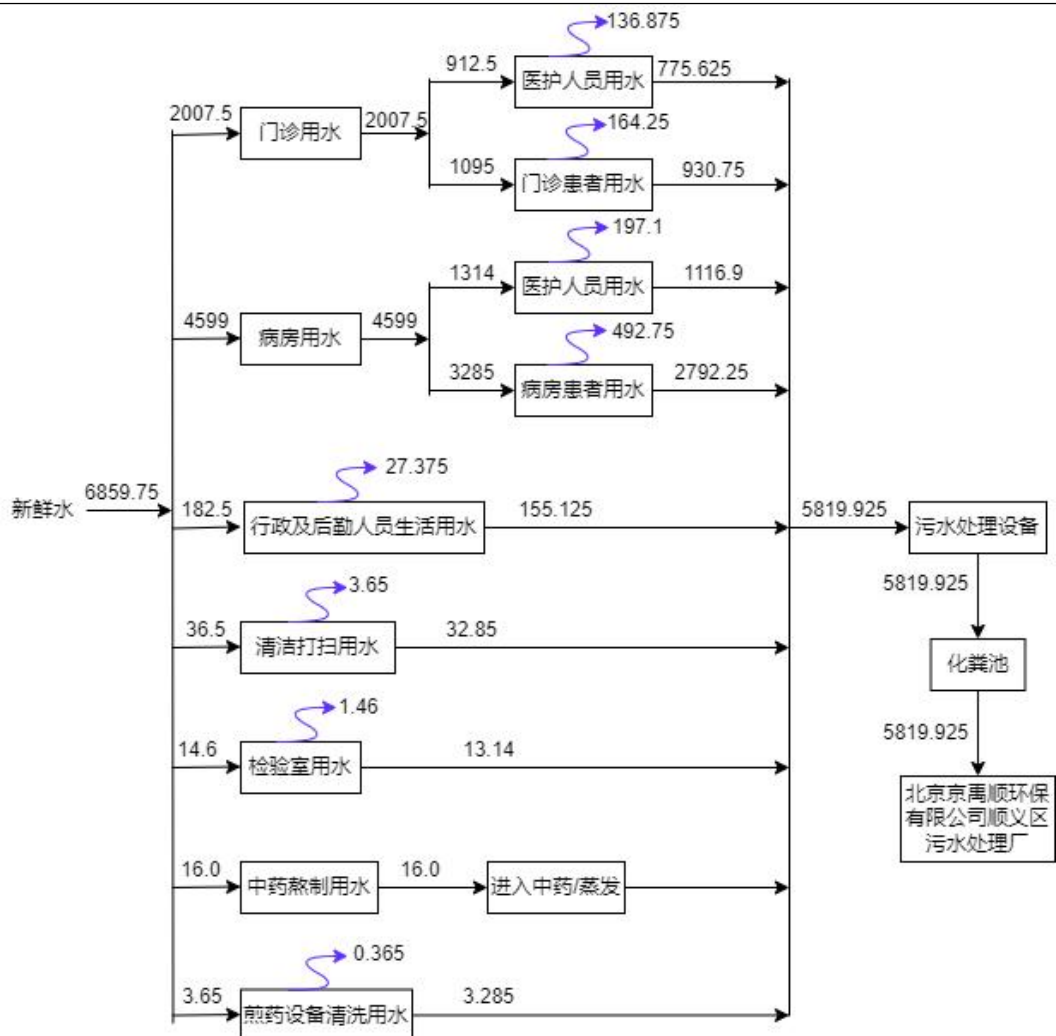 136.875
912.5
医护人员用水
775.625
2007.5
门诊用水
2007.5
164.25
1095
门诊患者用水
930.75
197.1
1314
医护人员用水
1116.9
4599
病房用水
4599
492.75
3285
病房患者用水
2792.25
新鲜水
6859.75
27.375
182.5
行政及后勤人员生活用水
155.125
5819.925
污水处理设备
5819.925
3.65
36.5
清洁打扫用水
32.85
化粪池
5819.925
1.46
14.6
检验室用水
13.14
北京京禹顺环保
有限公司顺义区
污水处理厂
16.0
中药熬制用水
16.0
进入中药/蒸发
0.365
3.65
煎药设备清洗用水
3.285